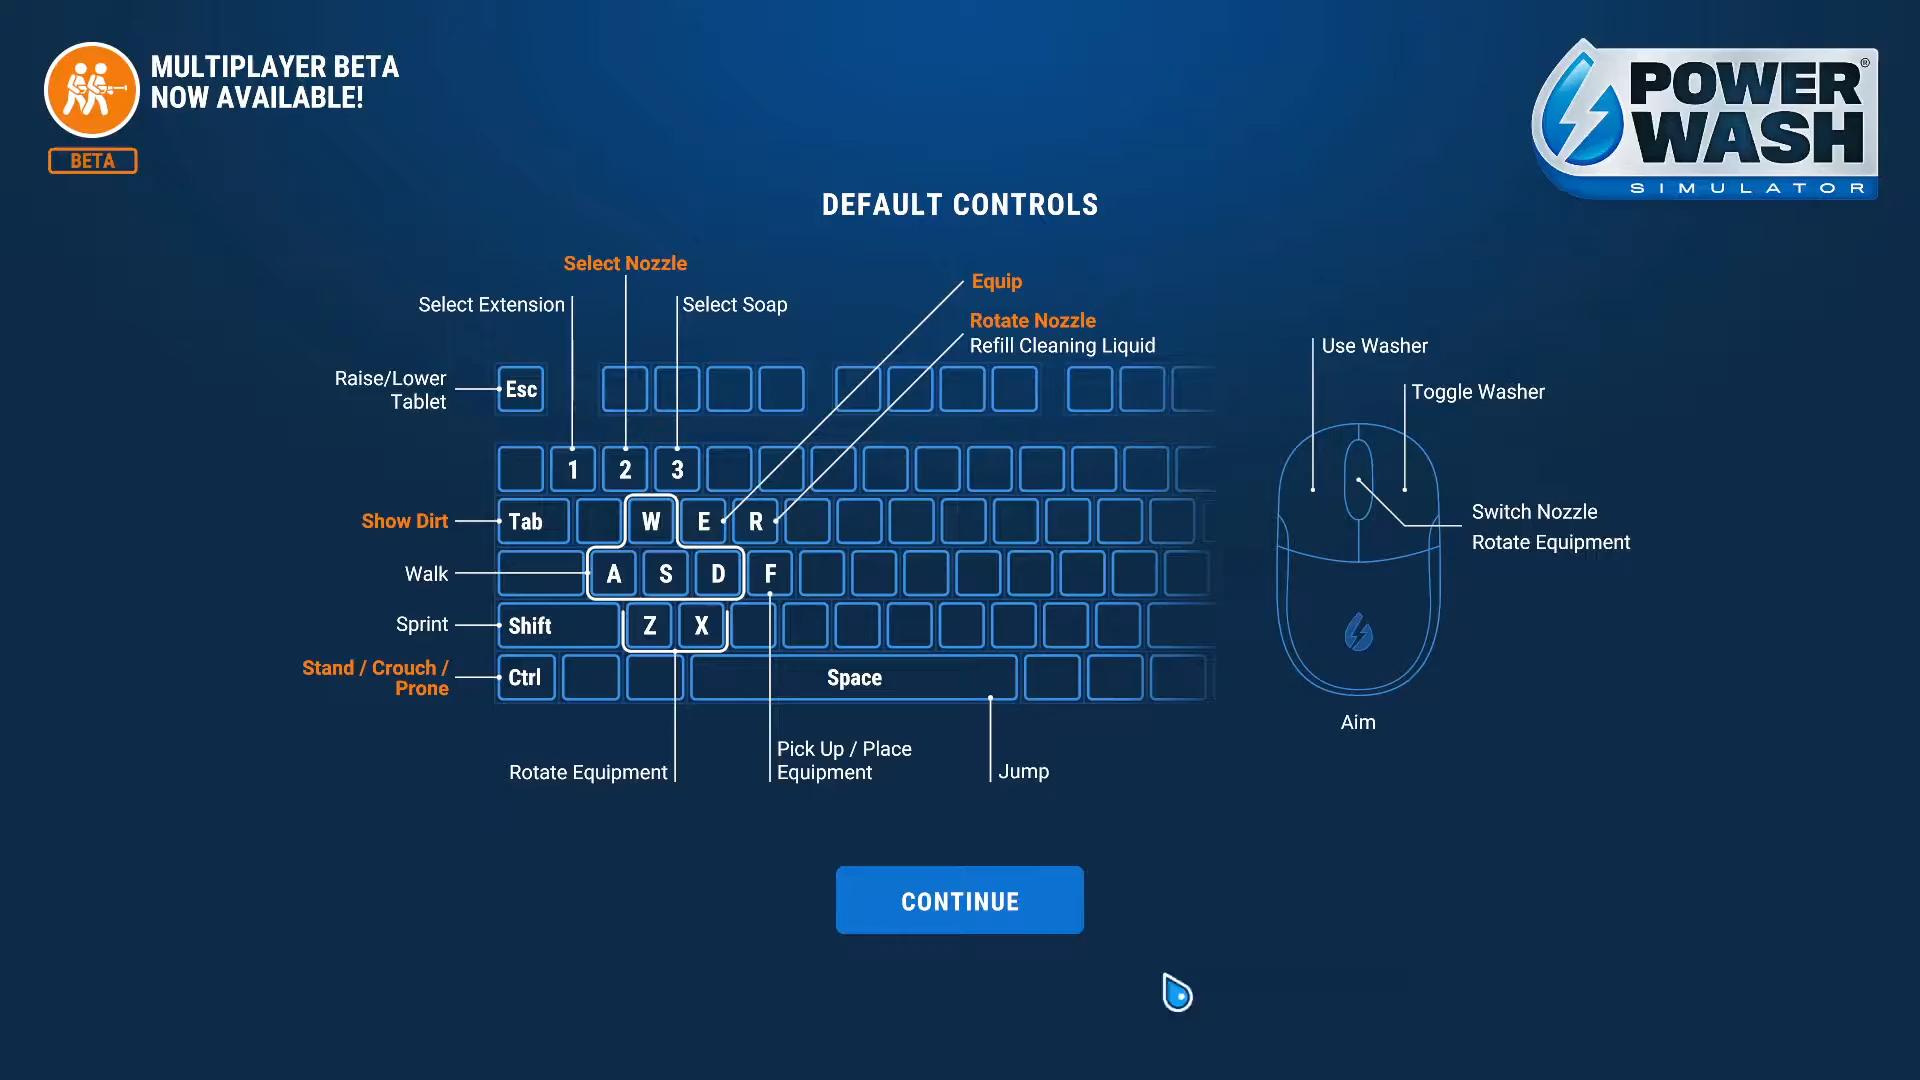 MULTIPLAYER BETA
NOW AVAILABLE!
BETA
POWER®
WASH
SIMULATOR
DEFAULT CONTROLS
Select Nozzle
Select Extension
Select Soap
Equip
Rotate Nozzle
Refill Cleaning Liquid
Raise/Lower
Tablet
Esc
1 2 3
Show Dirt
Tab W E R
Walk
A S D F
Sprint
Shift Z X
Stand / Crouch /
Prone
Ctrl Space
Rotate Equipment
Pick Up / Place
Equipment
Jump
Use Washer
Toggle Washer
Switch Nozzle
Rotate Equipment
Aim
CONTINUE